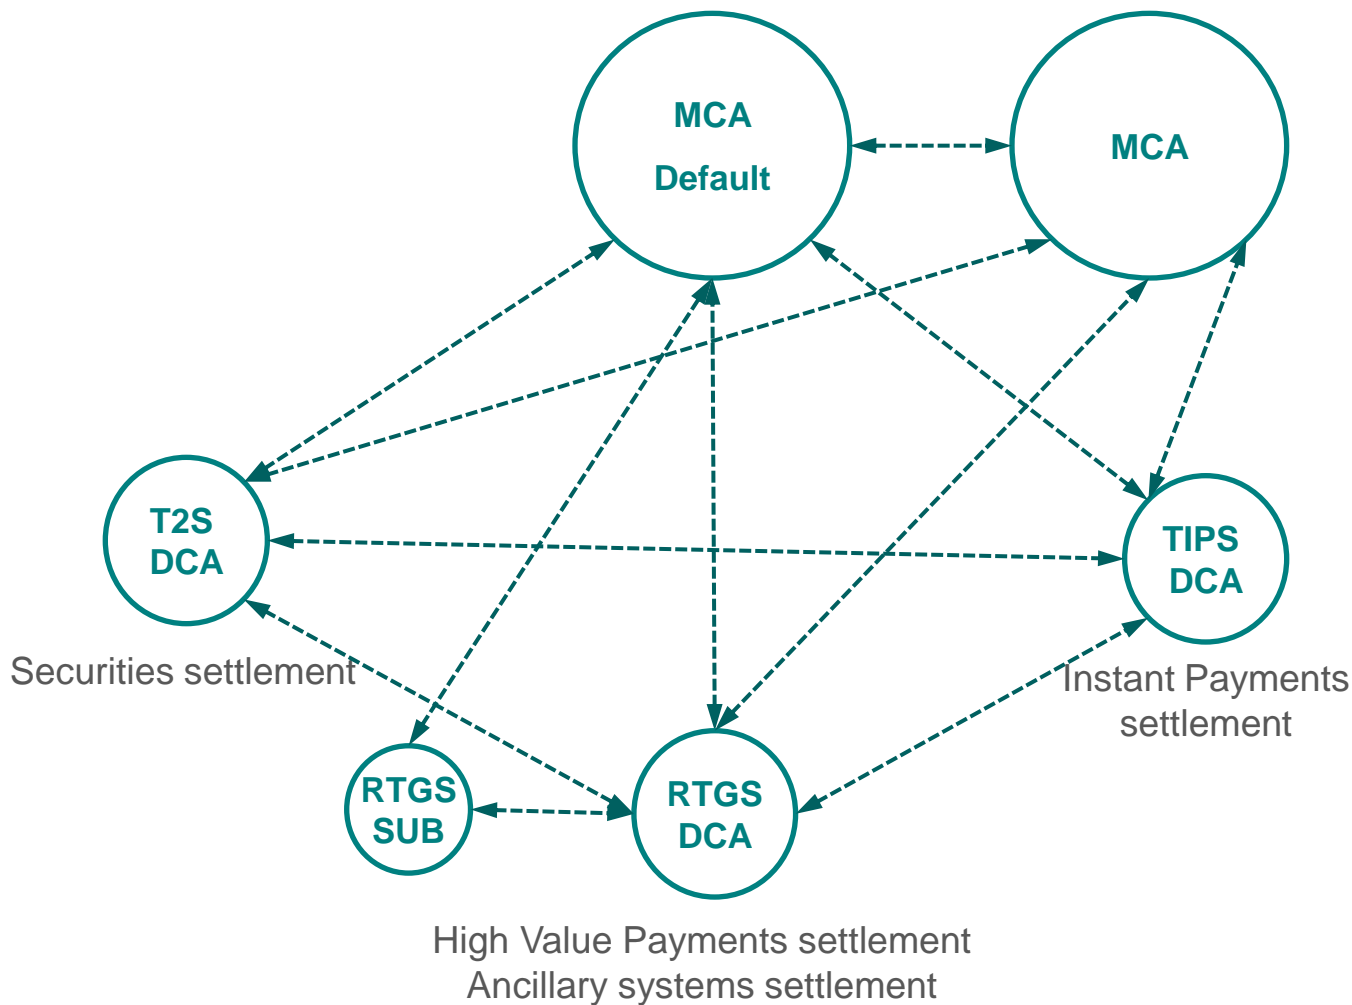 MCA
Default
MCA
T2S
DCA
TIPS
DCA
Securities settlement
Instant Payments
settlement
RTGS
SUB
RTGS
DCA
High Value Payments settlement
Ancillary systems settlement